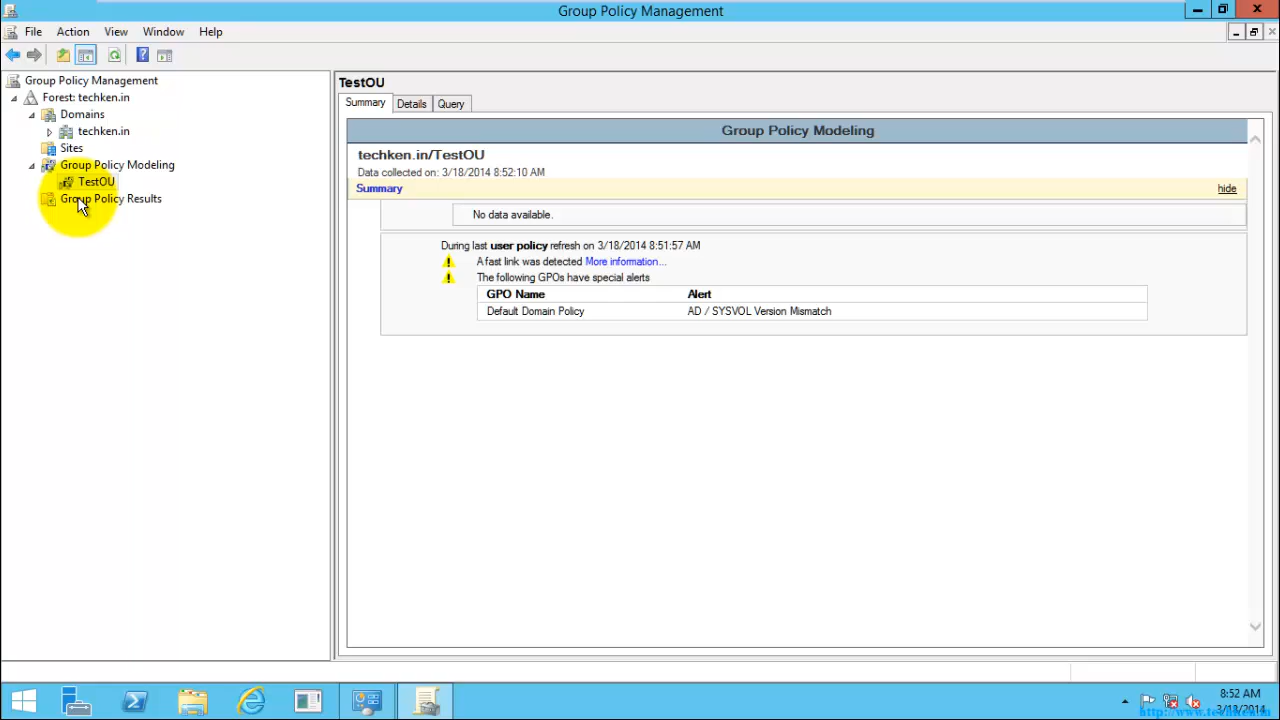 Group Policy Management
File Action View Window Help
Group Policy Management
Forest: techken.in
Domains
techken.in
Sites
Group Policy Modeling
TestOU
Group Policy Results
TestOU
Summary Details Query
Group Policy Modeling
techken.in/TestOU
Data collected on: 3/18/2014 8:52:10 AM
Summary hide
No data available.
During last user policy refresh on 3/18/2014 8:51:57 AM
A fast link was detected More information...
The following GPOs have special alerts
GPO Name Alert
Default Domain Policy AD / SYSVOL Version Mismatch
8:52 AM
3/18/2014
http://www.techken.in